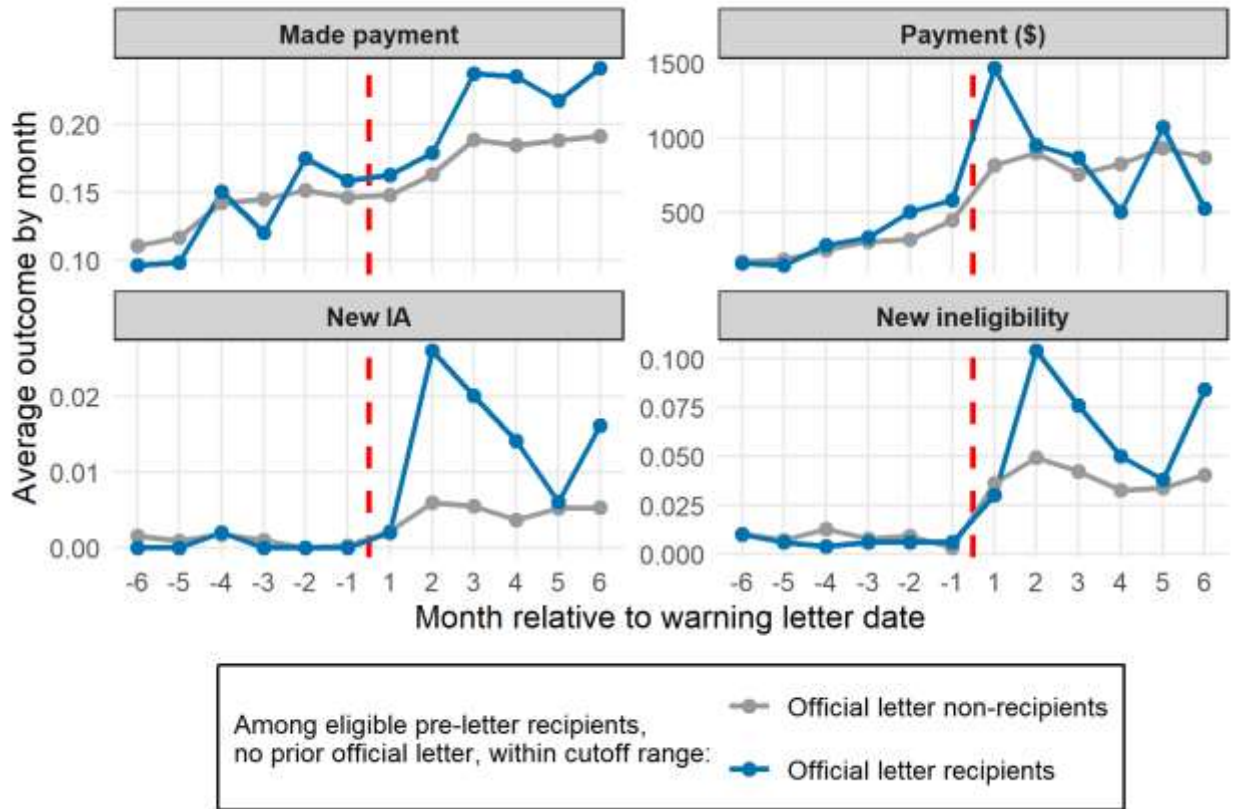 Made payment
Payment ($)
Average outcome by month
0.20
0.15
0.10
1500
1000
500
New IA
New ineligibility
0.02
0.01
0.00
0.100
0.075
0.050
0.025
0.000
-6 -5 -4 -3 -2 -1 1 2 3 4 5 6
-6 -5 -4 -3 -2 -1 1 2 3 4 5 6
Month relative to warning letter date
Among eligible pre-letter recipients,
no prior official letter, within cutoff range:
Official letter non-recipients
Official letter recipients